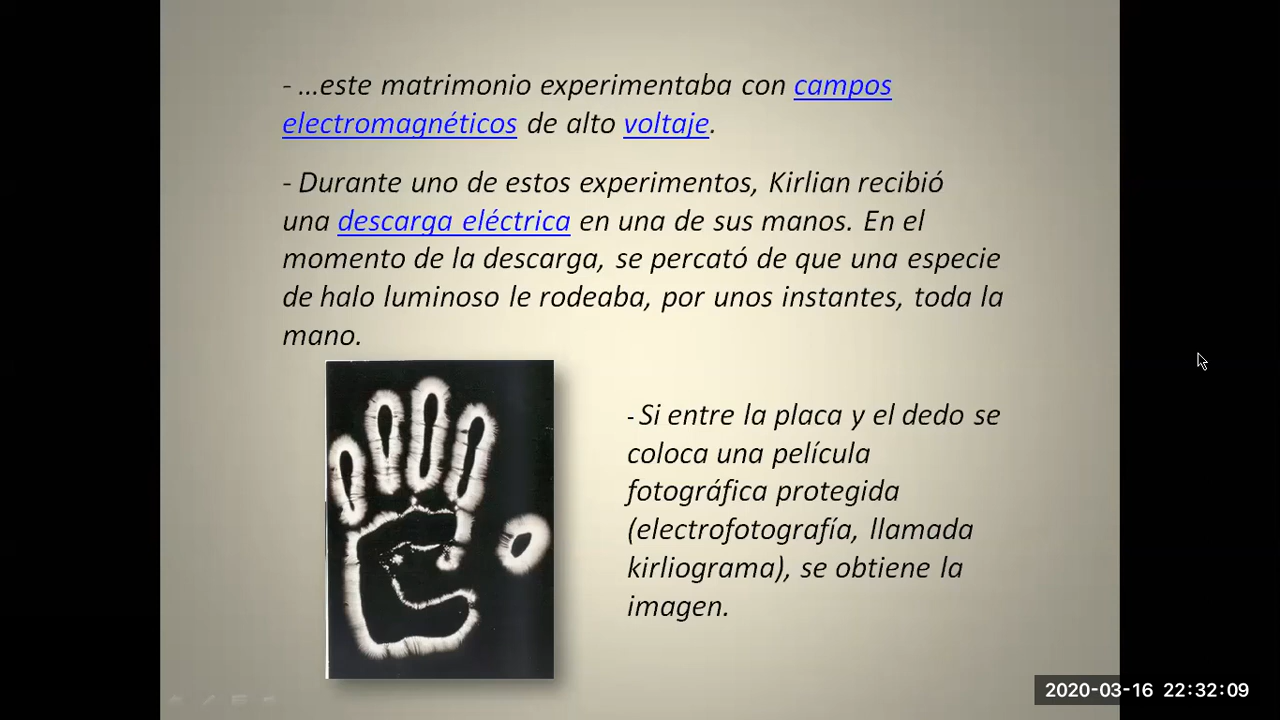 - ...este matrimonio experimentaba con campos
electromagnéticos de alto voltaje.
- Durante uno de estos experimentos, Kirlian recibió
una descarga eléctrica en una de sus manos. En el
momento de la descarga, se percató de que una especie
de halo luminoso le rodeaba, por unos instantes, toda la
mano.
- Si entre la placa y el dedo se
coloca una película
fotográfica protegida
(electrofotografía, llamada
kirliograma), se obtiene la
imagen.
2020-03-16 22:32:09